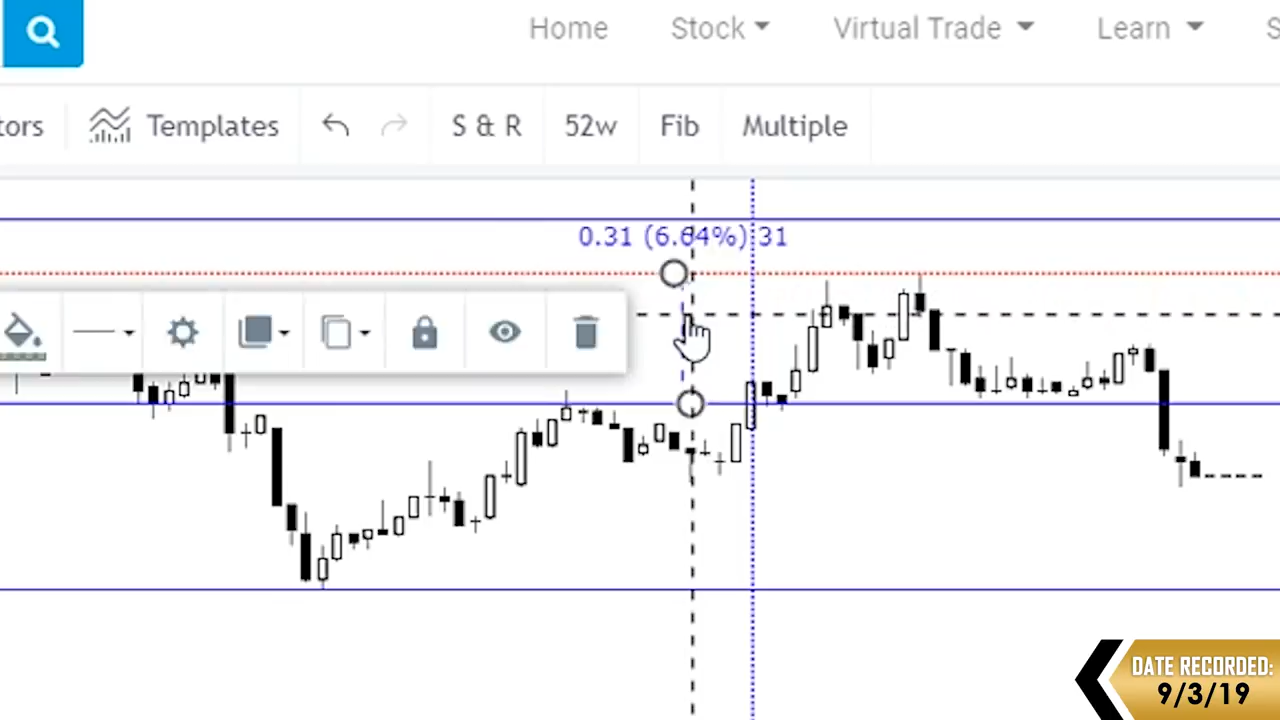 Home Stock Virtual Trade Learn S
tors Templates S & R 52w Fib Multiple
0.31 (6.64%) 31
DATE RECORDED:
9/3/19